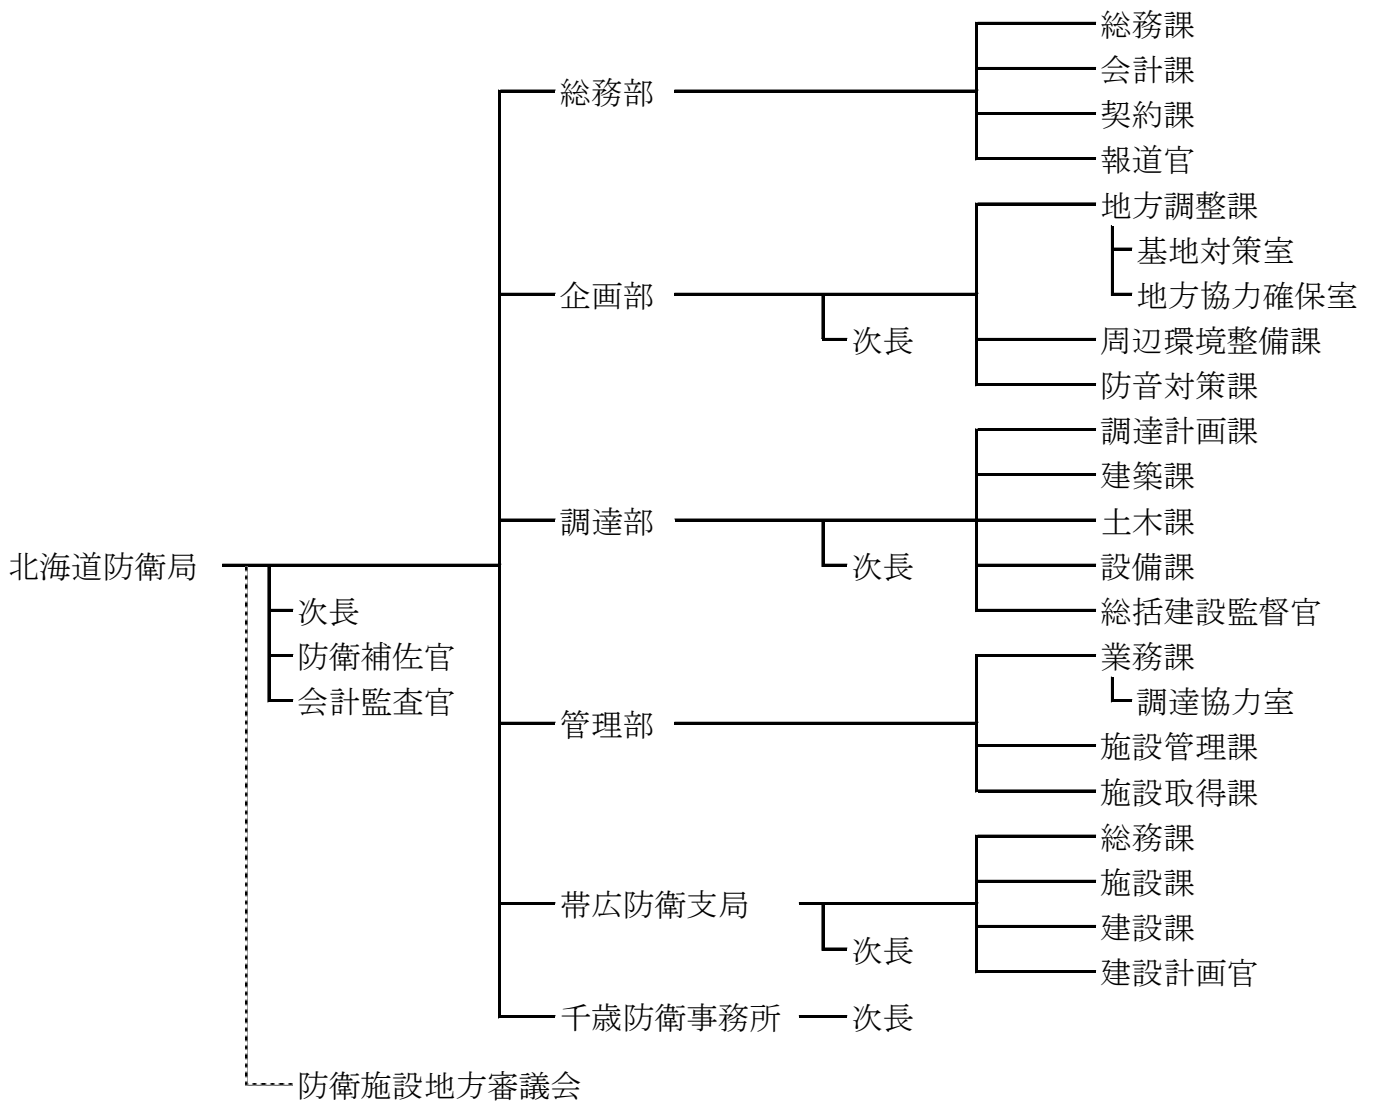 総務課
会計課
総務部
契約課
報道官
地方調整課
基地対策室
企画部
地方協力確保室
次長
周辺環境整備課
防音対策課
調達計画課
建築課
調達部
土木課
北海道防衛局
次長
設備課
次長
総括建設監督官
防衛補佐官
業務課
会計監査官
調達協力室
管理部
施設管理課
施設取得課
総務課
施設課
帯広防衛支局
建設課
次長
建設計画官
千歳防衛事務所
次長
防衛施設地方審議会